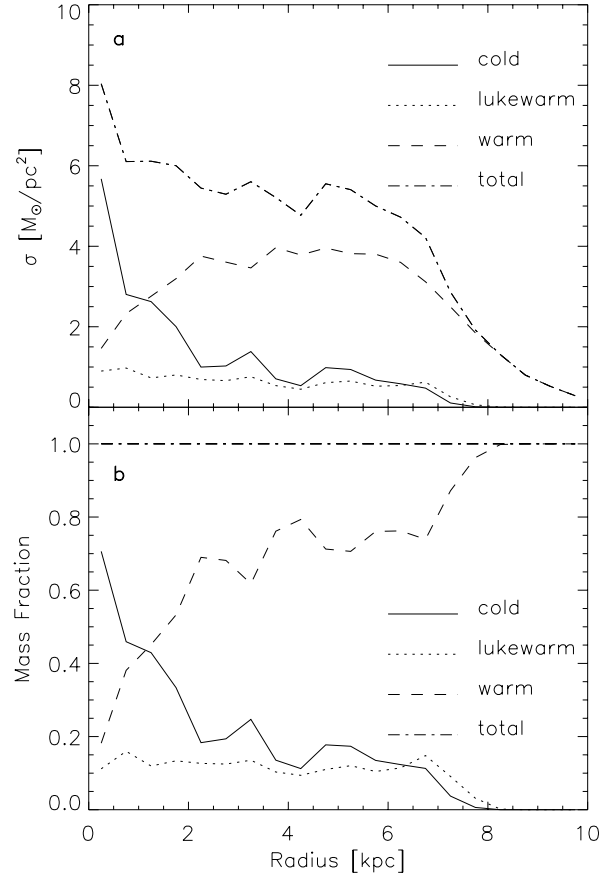 10
8
6
4
2
0
σ [M⊙/pc²]
a
cold
lukewarm
warm
total
1.0
0.8
0.6
0.4
0.2
0.0
Mass Fraction
b
cold
lukewarm
warm
total
0 2 4 6 8 10
Radius [kpc]